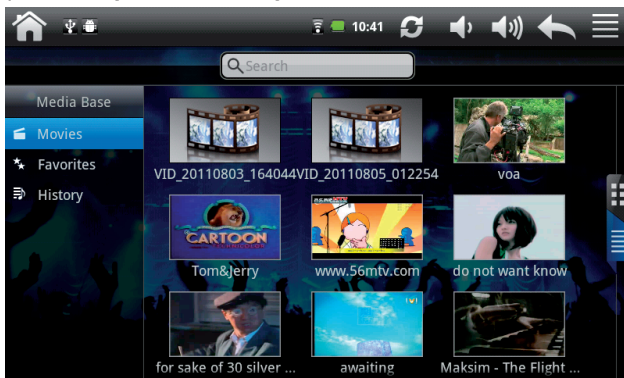 10:41
Search
Media Base
Movies
Favorites
History
VID_20110803_164044
VID_20110805_012254
voa
CARTOON
Tom&Jerry
www.56mtv.com
do not want know
for sake of 30 silver ...
awaiting
Maksim - The Flight ...